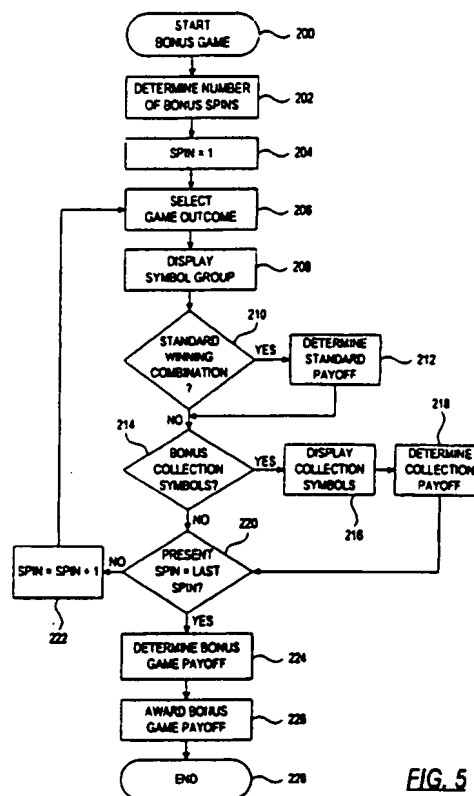 START
BONUS GAME
200
DETERMINE NUMBER
OF BONUS SPINS
202
SPIN = 1
204
SELECT
GAME OUTCOME
206
DISPLAY
SYMBOL GROUP
208
210
STANDARD
WINNING
COMBINATION
?
YES
DETERMINE
STANDARD
PAYOFF
212
NO
214
BONUS
COLLECTION
SYMBOLS?
YES
DISPLAY
COLLECTION
SYMBOLS
216
218
DETERMINE
COLLECTION
PAYOFF
NO
220
PRESENT
SPIN = LAST
SPIN?
NO
SPIN = SPIN + 1
222
YES
DETERMINE BONUS
GAME PAYOFF
224
AWARD BONUS
GAME PAYOFF
226
END
228
FIG. 5